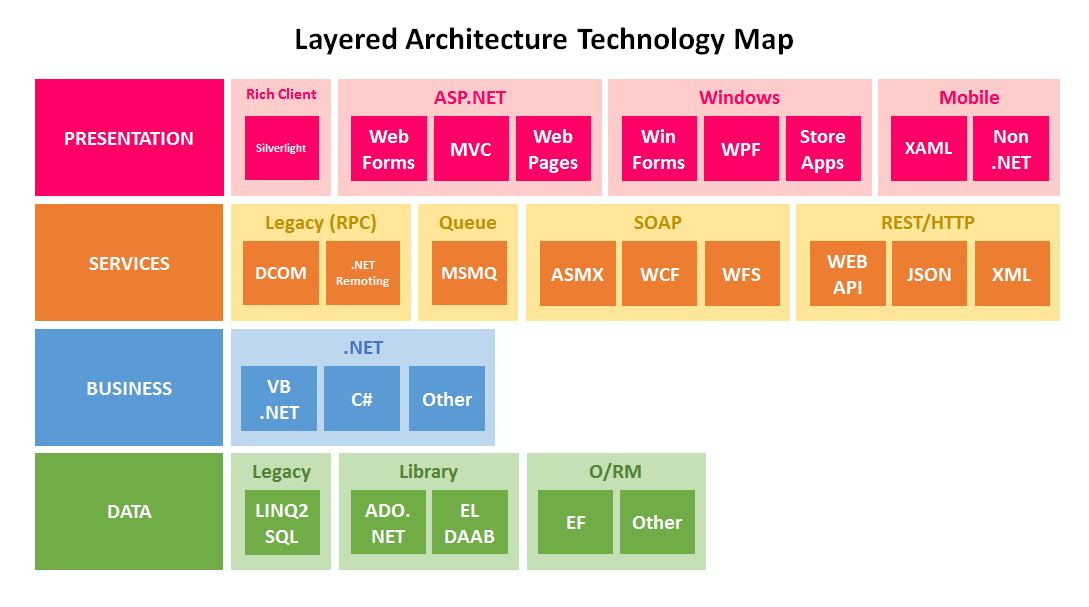 Layered Architecture Technology Map
PRESENTATION
Rich Client
Silverlight
ASP.NET
Web
Forms
MVC
Web
Pages
Windows
Win
Forms
WPF
Store
Apps
Mobile
XAML
Non
.NET
SERVICES
Legacy (RPC)
DCOM
.NET
Remoting
Queue
MSMQ
SOAP
ASMX
WCF
WFS
REST/HTTP
WEB
API
JSON
XML
BUSINESS
.NET
VB
.NET
C#
Other
DATA
Legacy
LINQ2
SQL
Library
ADO.
NET
EL
DAAB
O/RM
EF
Other